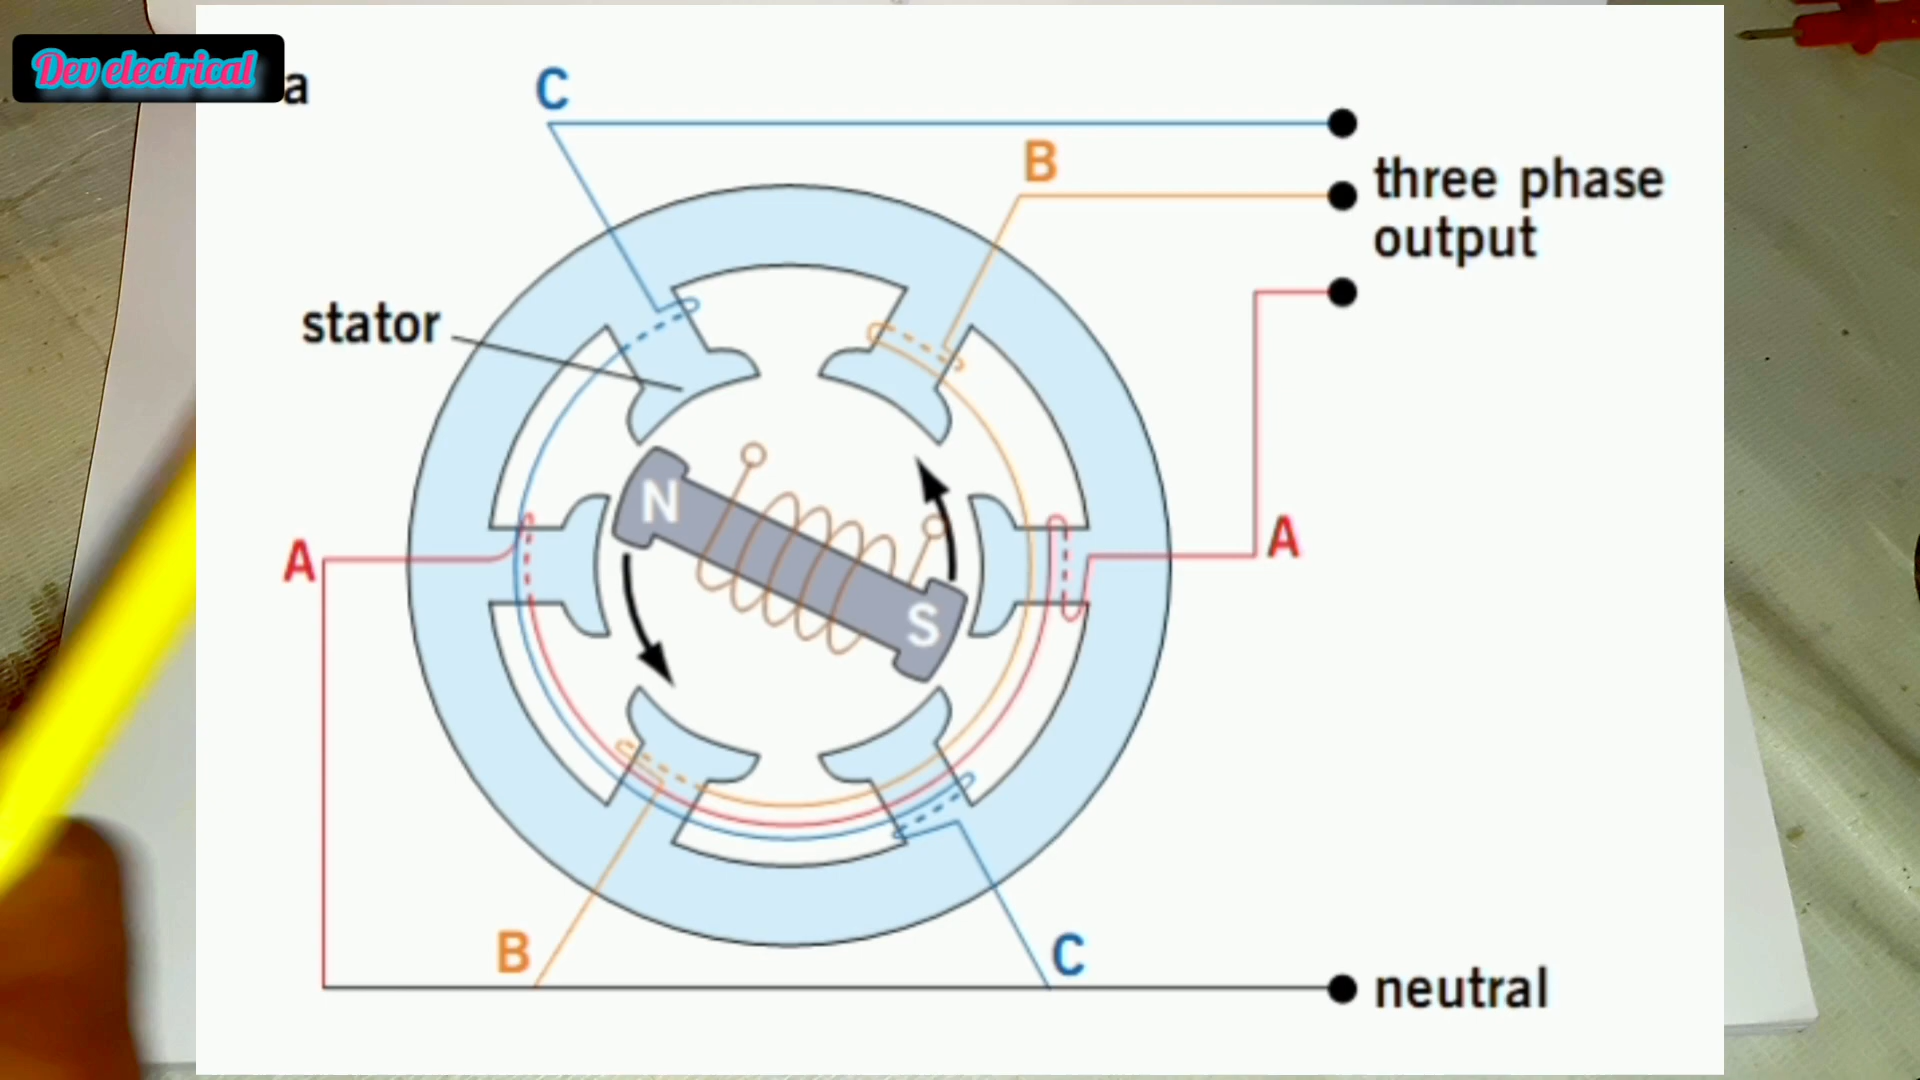 Dev electrical
a
C
B
three phase
output
stator
N
S
A
A
B
C
neutral